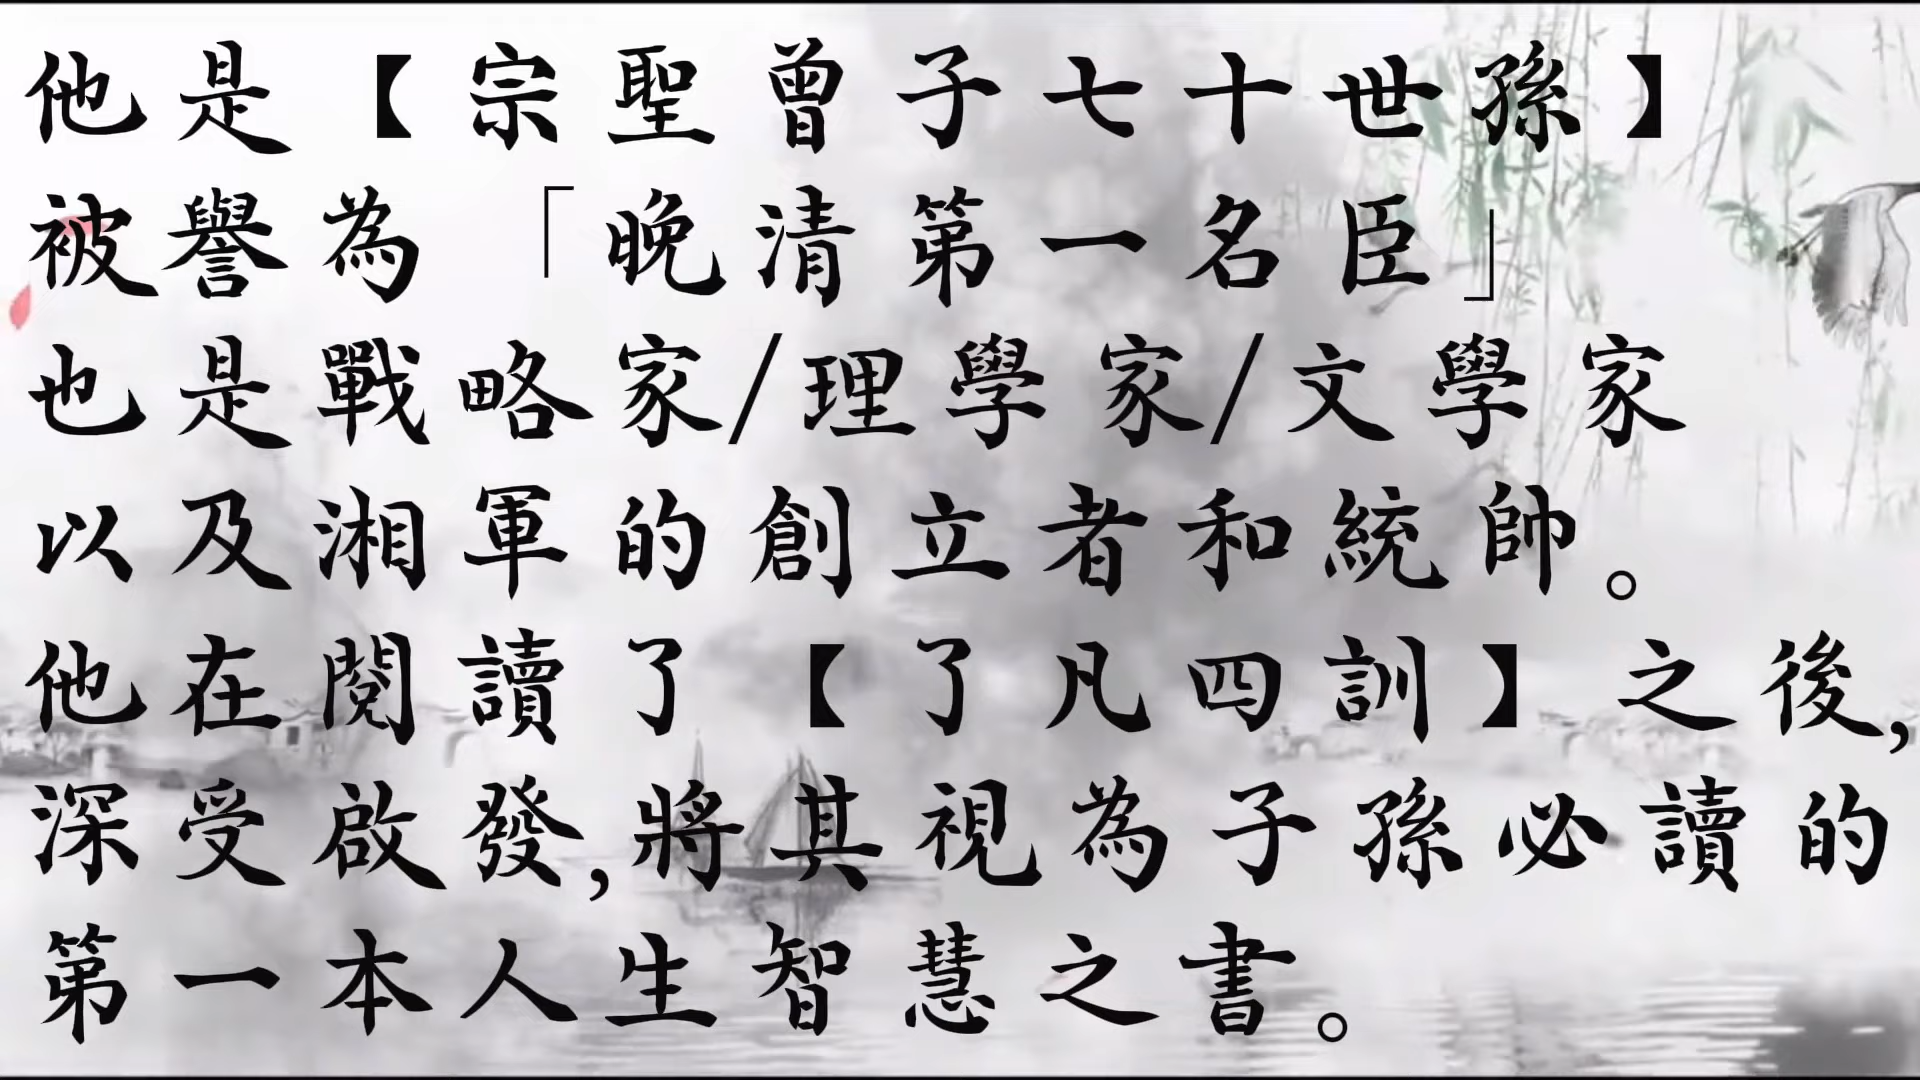 他是【宗聖曾子七十世孫】
被譽為「晚清第一名臣」
也是戰略家/理學家/文學家
以及湘軍的創立者和統帥。
他在閱讀了【了凡四訓】之後,
深受啟發,將其視為子孫必讀的
第一本人生智慧之書。